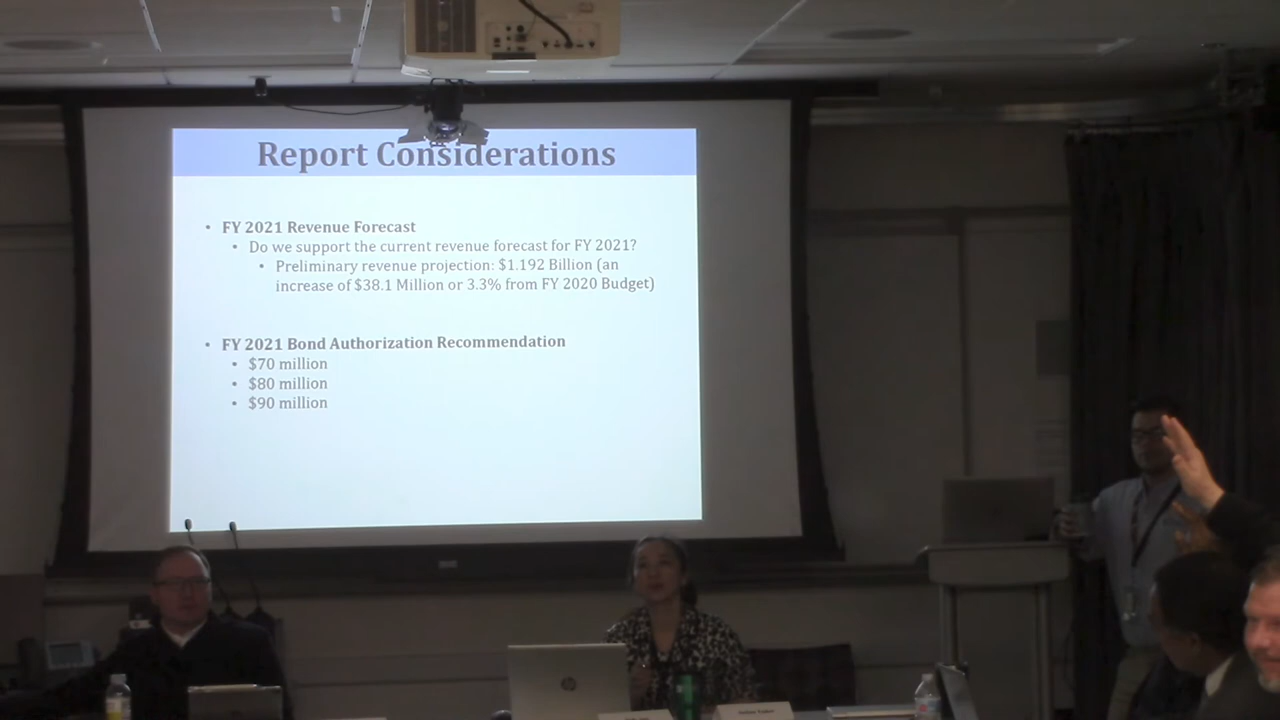 Report Considerations
• FY 2021 Revenue Forecast
• Do we support the current revenue forecast for FY 2021?
• Preliminary revenue projection: $1.192 Billion (an
increase of $38.1 Million or 3.3% from FY 2020 Budget)
• FY 2021 Bond Authorization Recommendation
• $70 million
• $80 million
• $90 million
hp